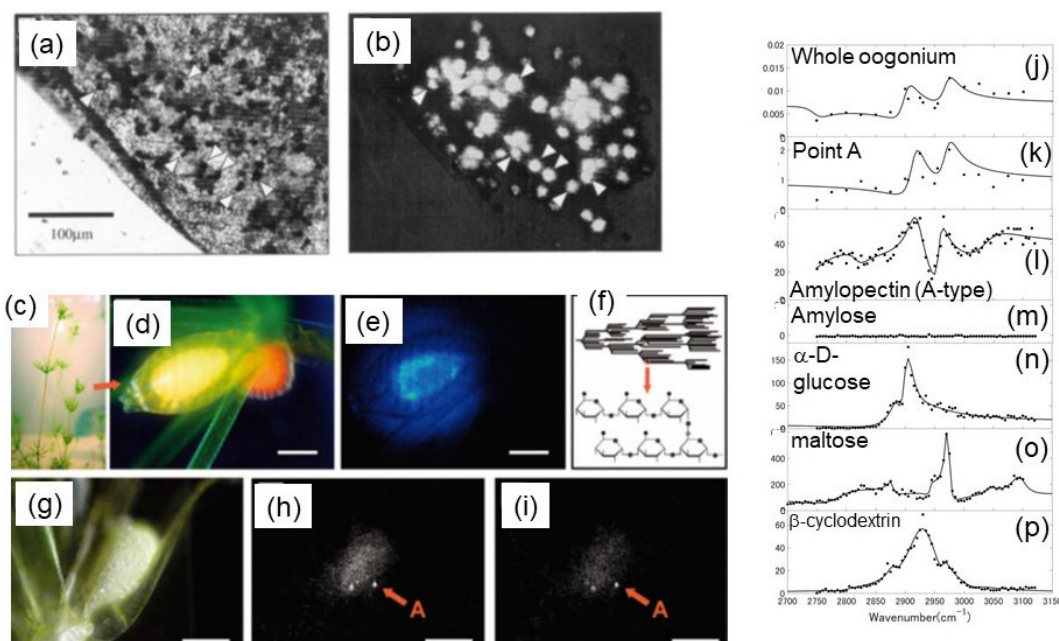 (a)
100μm
(b)
(c)
(d)
(e)
(f)
(g)
(h)
A
(i)
A
0.02
Whole oogonium
(j)
0.015
0.01
0.005
Point A
(k)
2
1
(l)
40
20
Amylopectin (A-type)
Amylose
(m)
0
α-D-
glucose
(n)
150
100
50
maltose
(o)
400
200
β-cyclodextrin
(p)
60
40
20
0
2700 2750 2800 2850 2900 2950 3000 3050 3100 3150
Wavenumber(cm⁻¹)